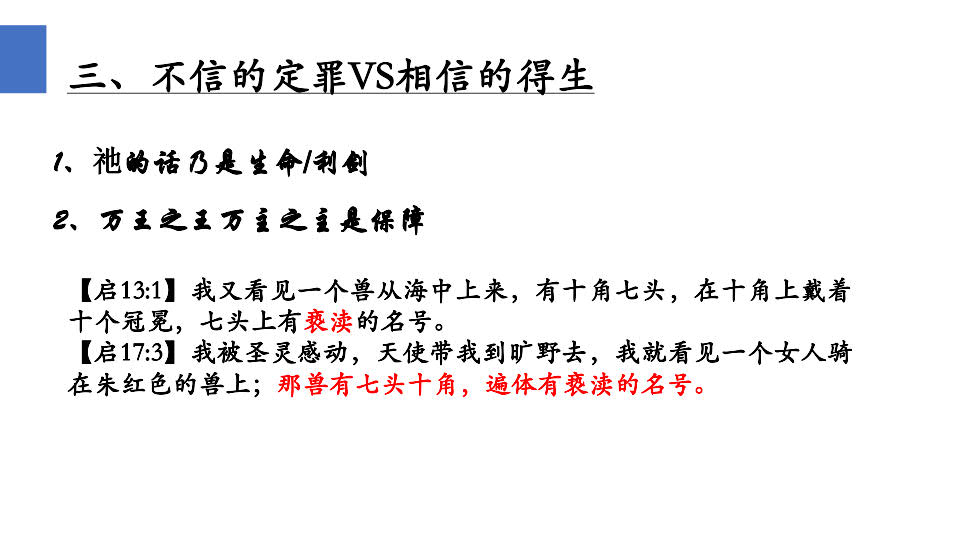 三、不信的定罪VS相信的得生
1、祂的话乃是生命/利剑
2、万王之王万主之主是保障
【启13:1】我又看见一个兽从海中上来，有十角七头，在十角上戴着
十个冠冕，七头上有亵渎的名号。
【启17:3】我被圣灵感动，天使带我到旷野去，我就看见一个女人骑
在朱红色的兽上；那兽有七头十角，遍体有亵渎的名号。